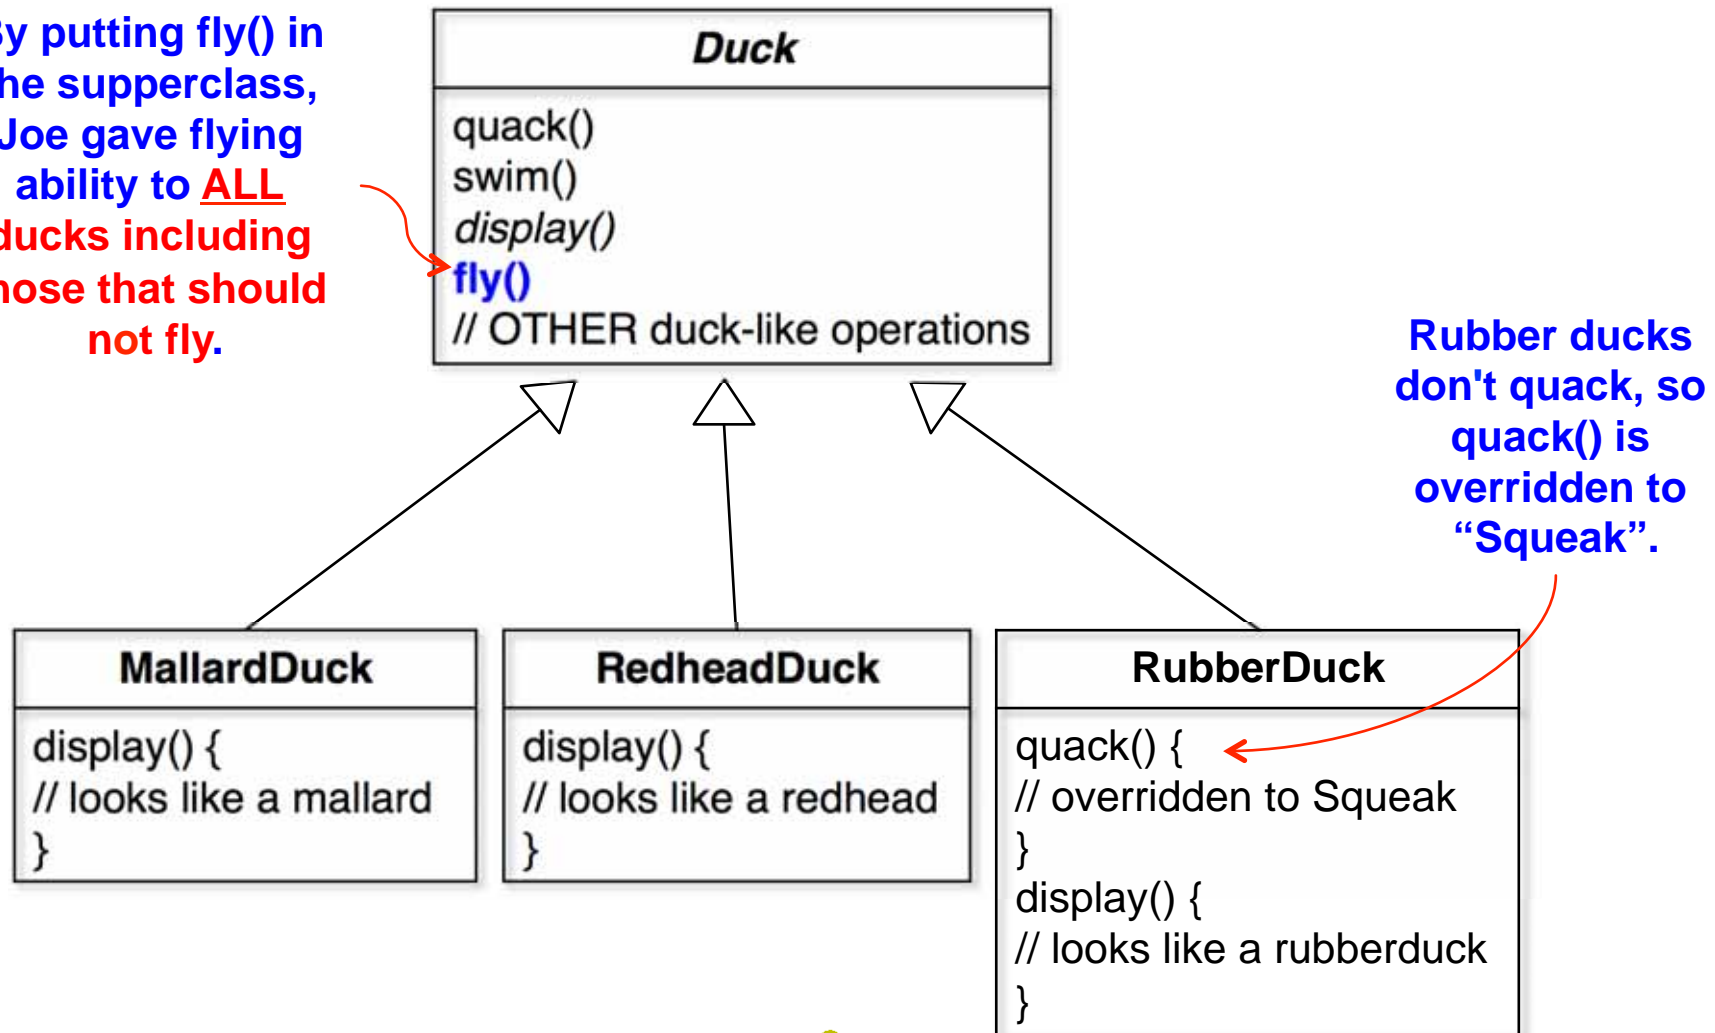 y putting fly() in
he supperclass,
Joe gave flying
ability to ALL
ducks including
hose that should
not fly.
Duck
quack()
swim()
display()
fly()
// OTHER duck-like operations
Rubber ducks
don't quack, so
quack() is
overridden to
“Squeak”.
MallardDuck
display() {
// looks like a mallard
}
RedheadDuck
display() {
// looks like a redhead
}
RubberDuck
quack() {
// overridden to Squeak
}
display() {
// looks like a rubberduck
}